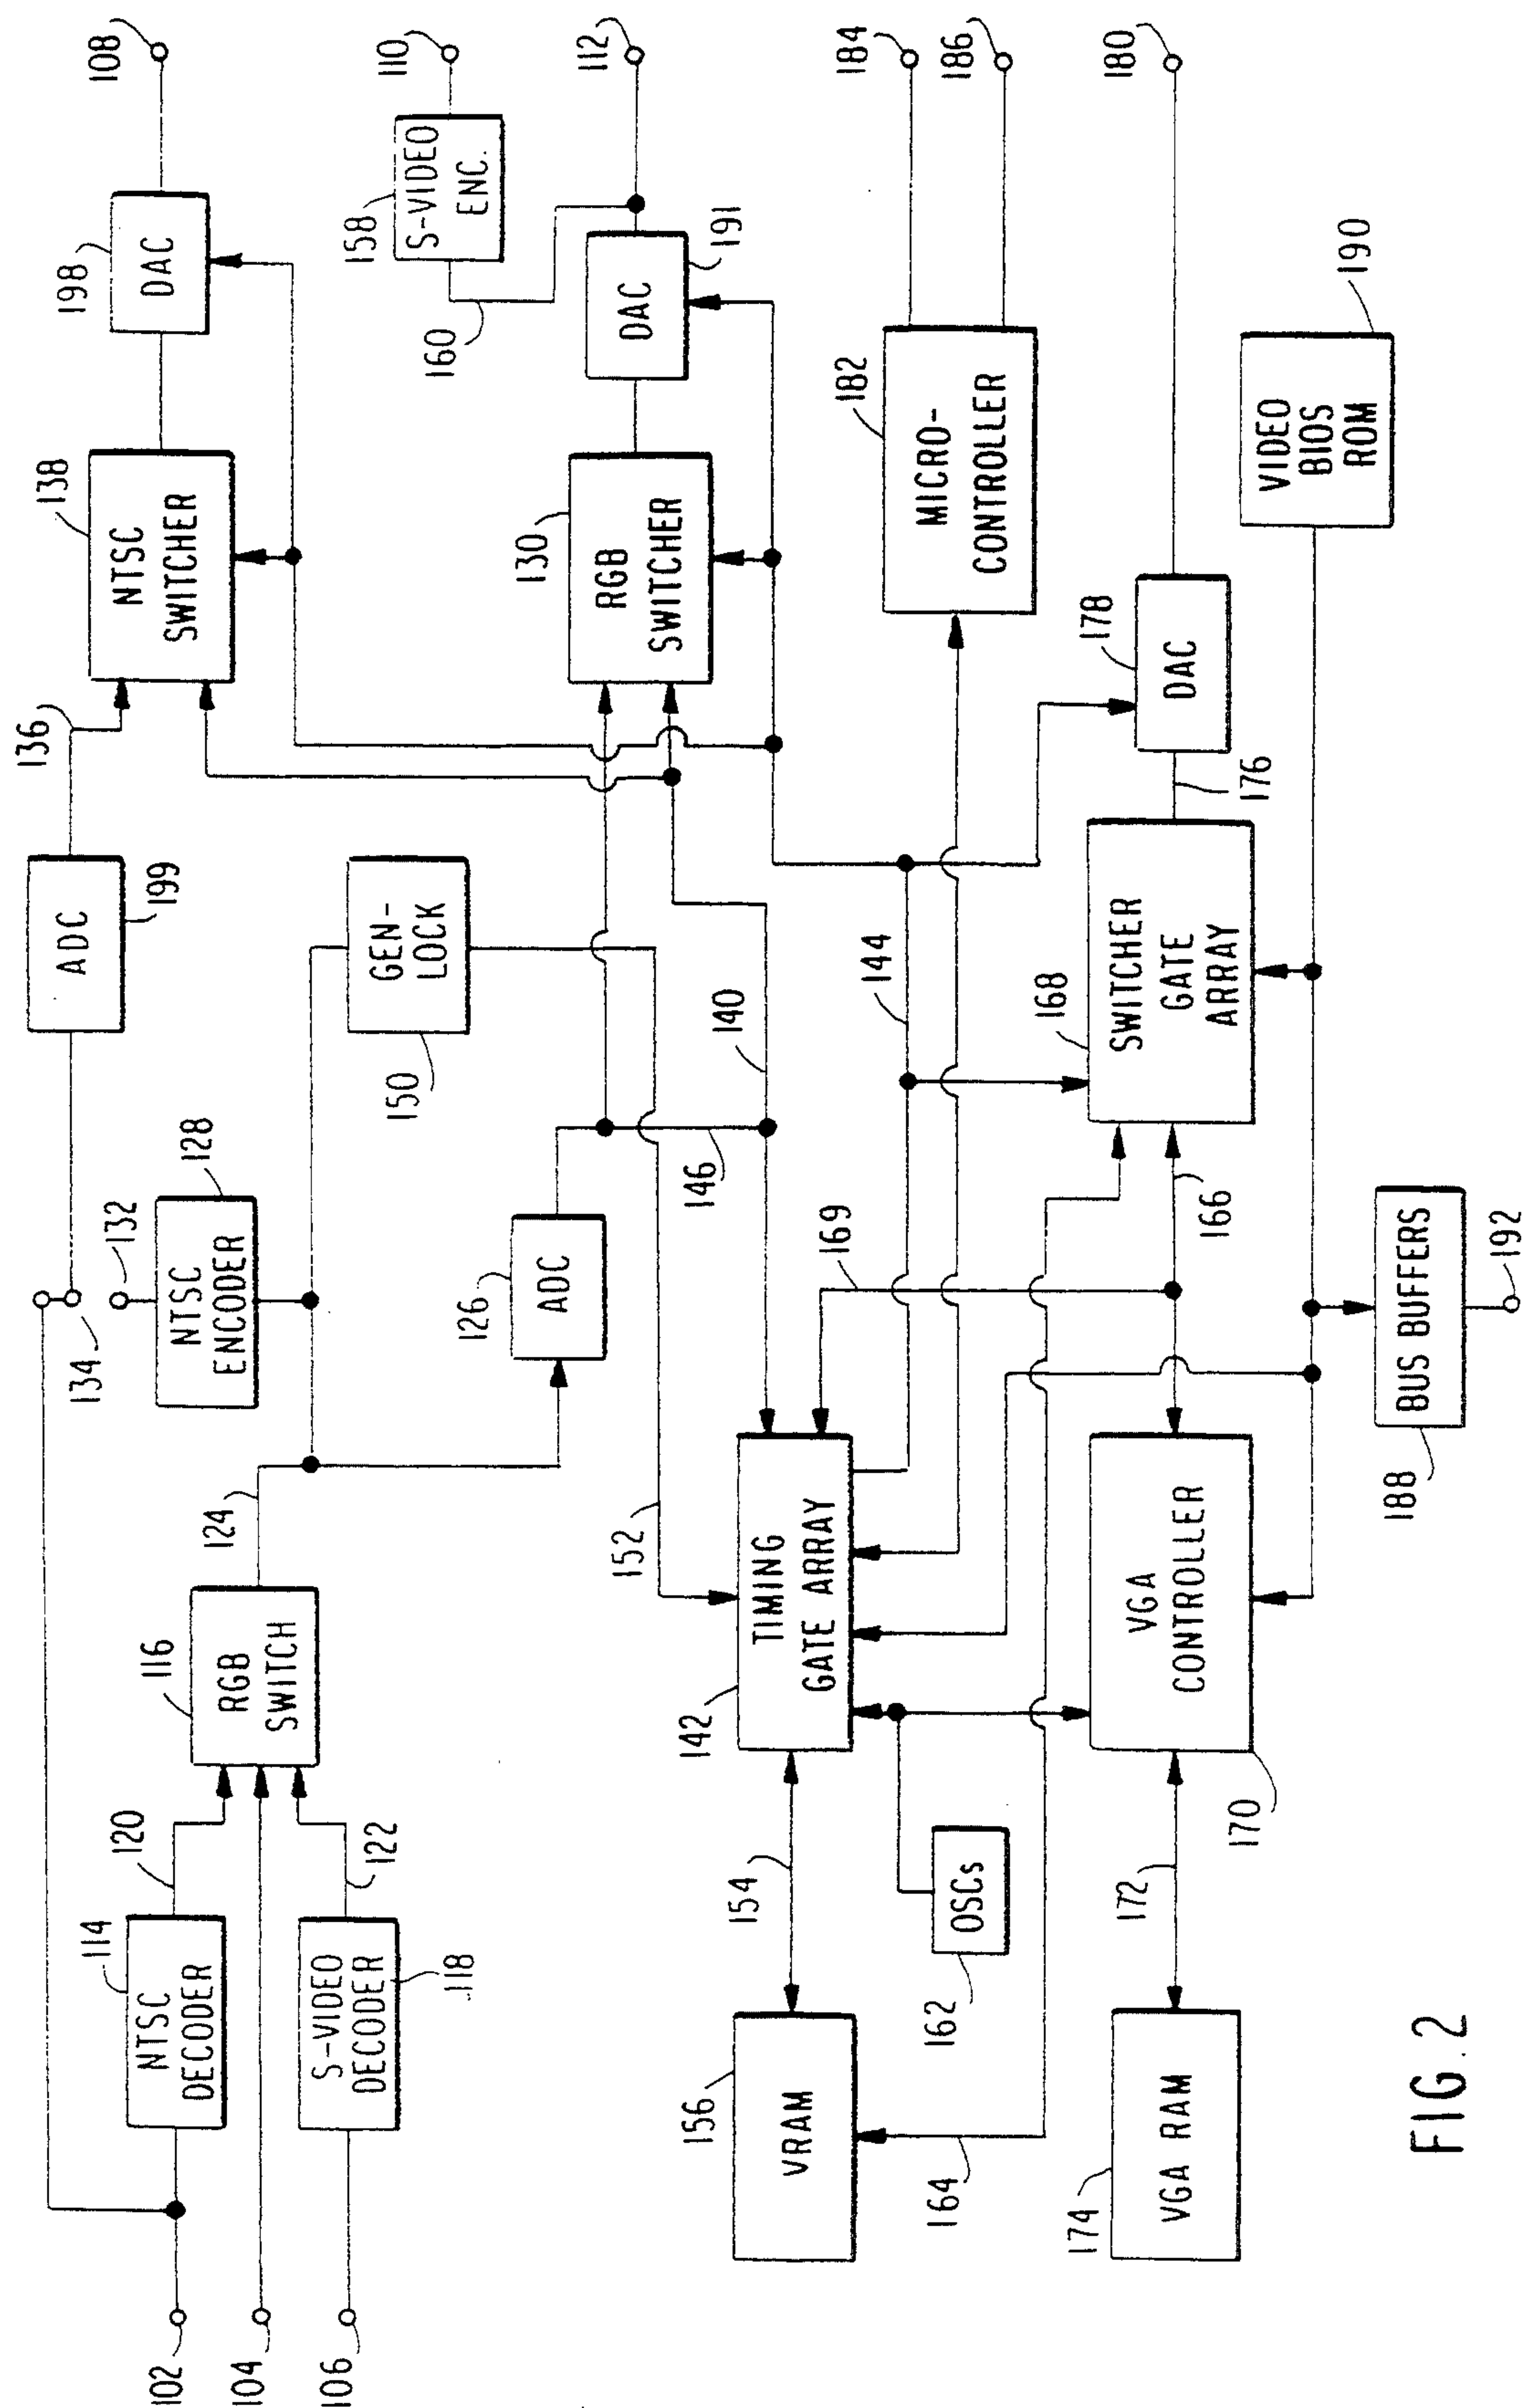 108
198
DAC
138
NTSC
SWITCHER
136
ADC
199
132
134
128
NTSC
ENCODER
110
158
S-VIDEO
ENC.
160
112
191
DAC
130
RGB
SWITCHER
GEN-
LOCK
150
140
146
126
ADC
124
116
RGB
SWITCH
120
122
114
NTSC
DECODER
S-VIDEO
DECODER
118
102
104
106
184
186
182
MICRO-
CONTROLLER
144
169
152
142
TIMING
GATE ARRAY
154
156
VRAM
OSCs
162
164
180
178
DAC
176
168
SWITCHER
GATE
ARRAY
166
VGA
CONTROLLER
170
172
174
VGA RAM
190
VIDEO
BIOS
ROM
BUS BUFFERS
188
192
FIG. 2